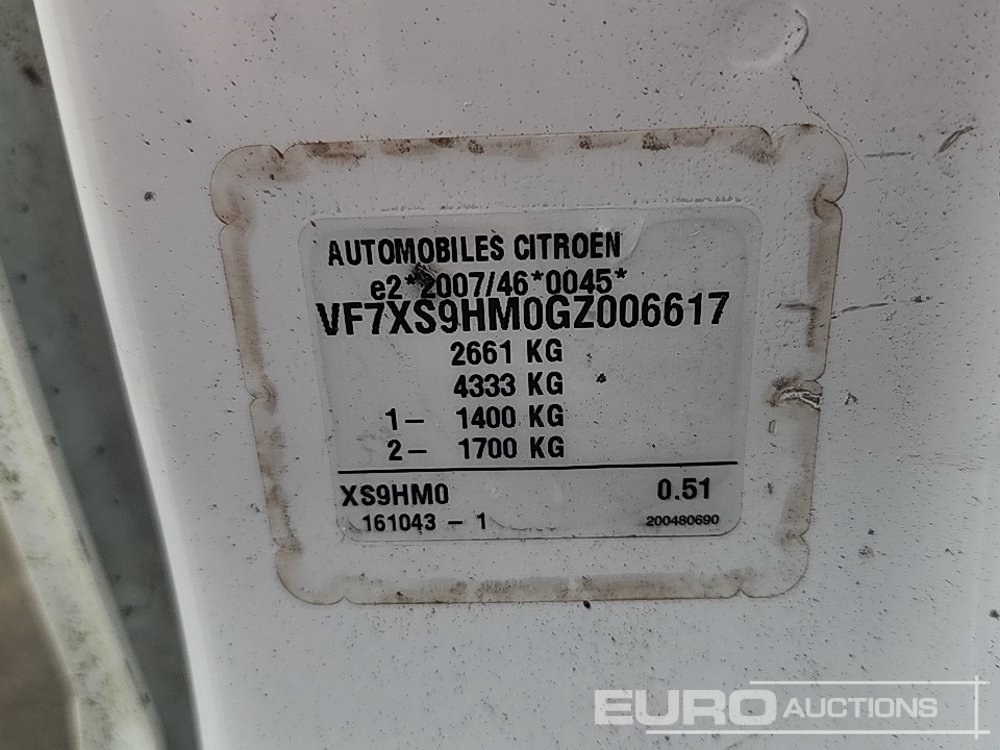 AUTOMOBILES CITROEN
e2*2007/46*0045*
VF7XS9HM0GZ006617
2661 KG
4333 KG
1- 1400 KG
2- 1700 KG
XS9HM0 0.51
161043 - 1 200480690
EURO AUCTIONS